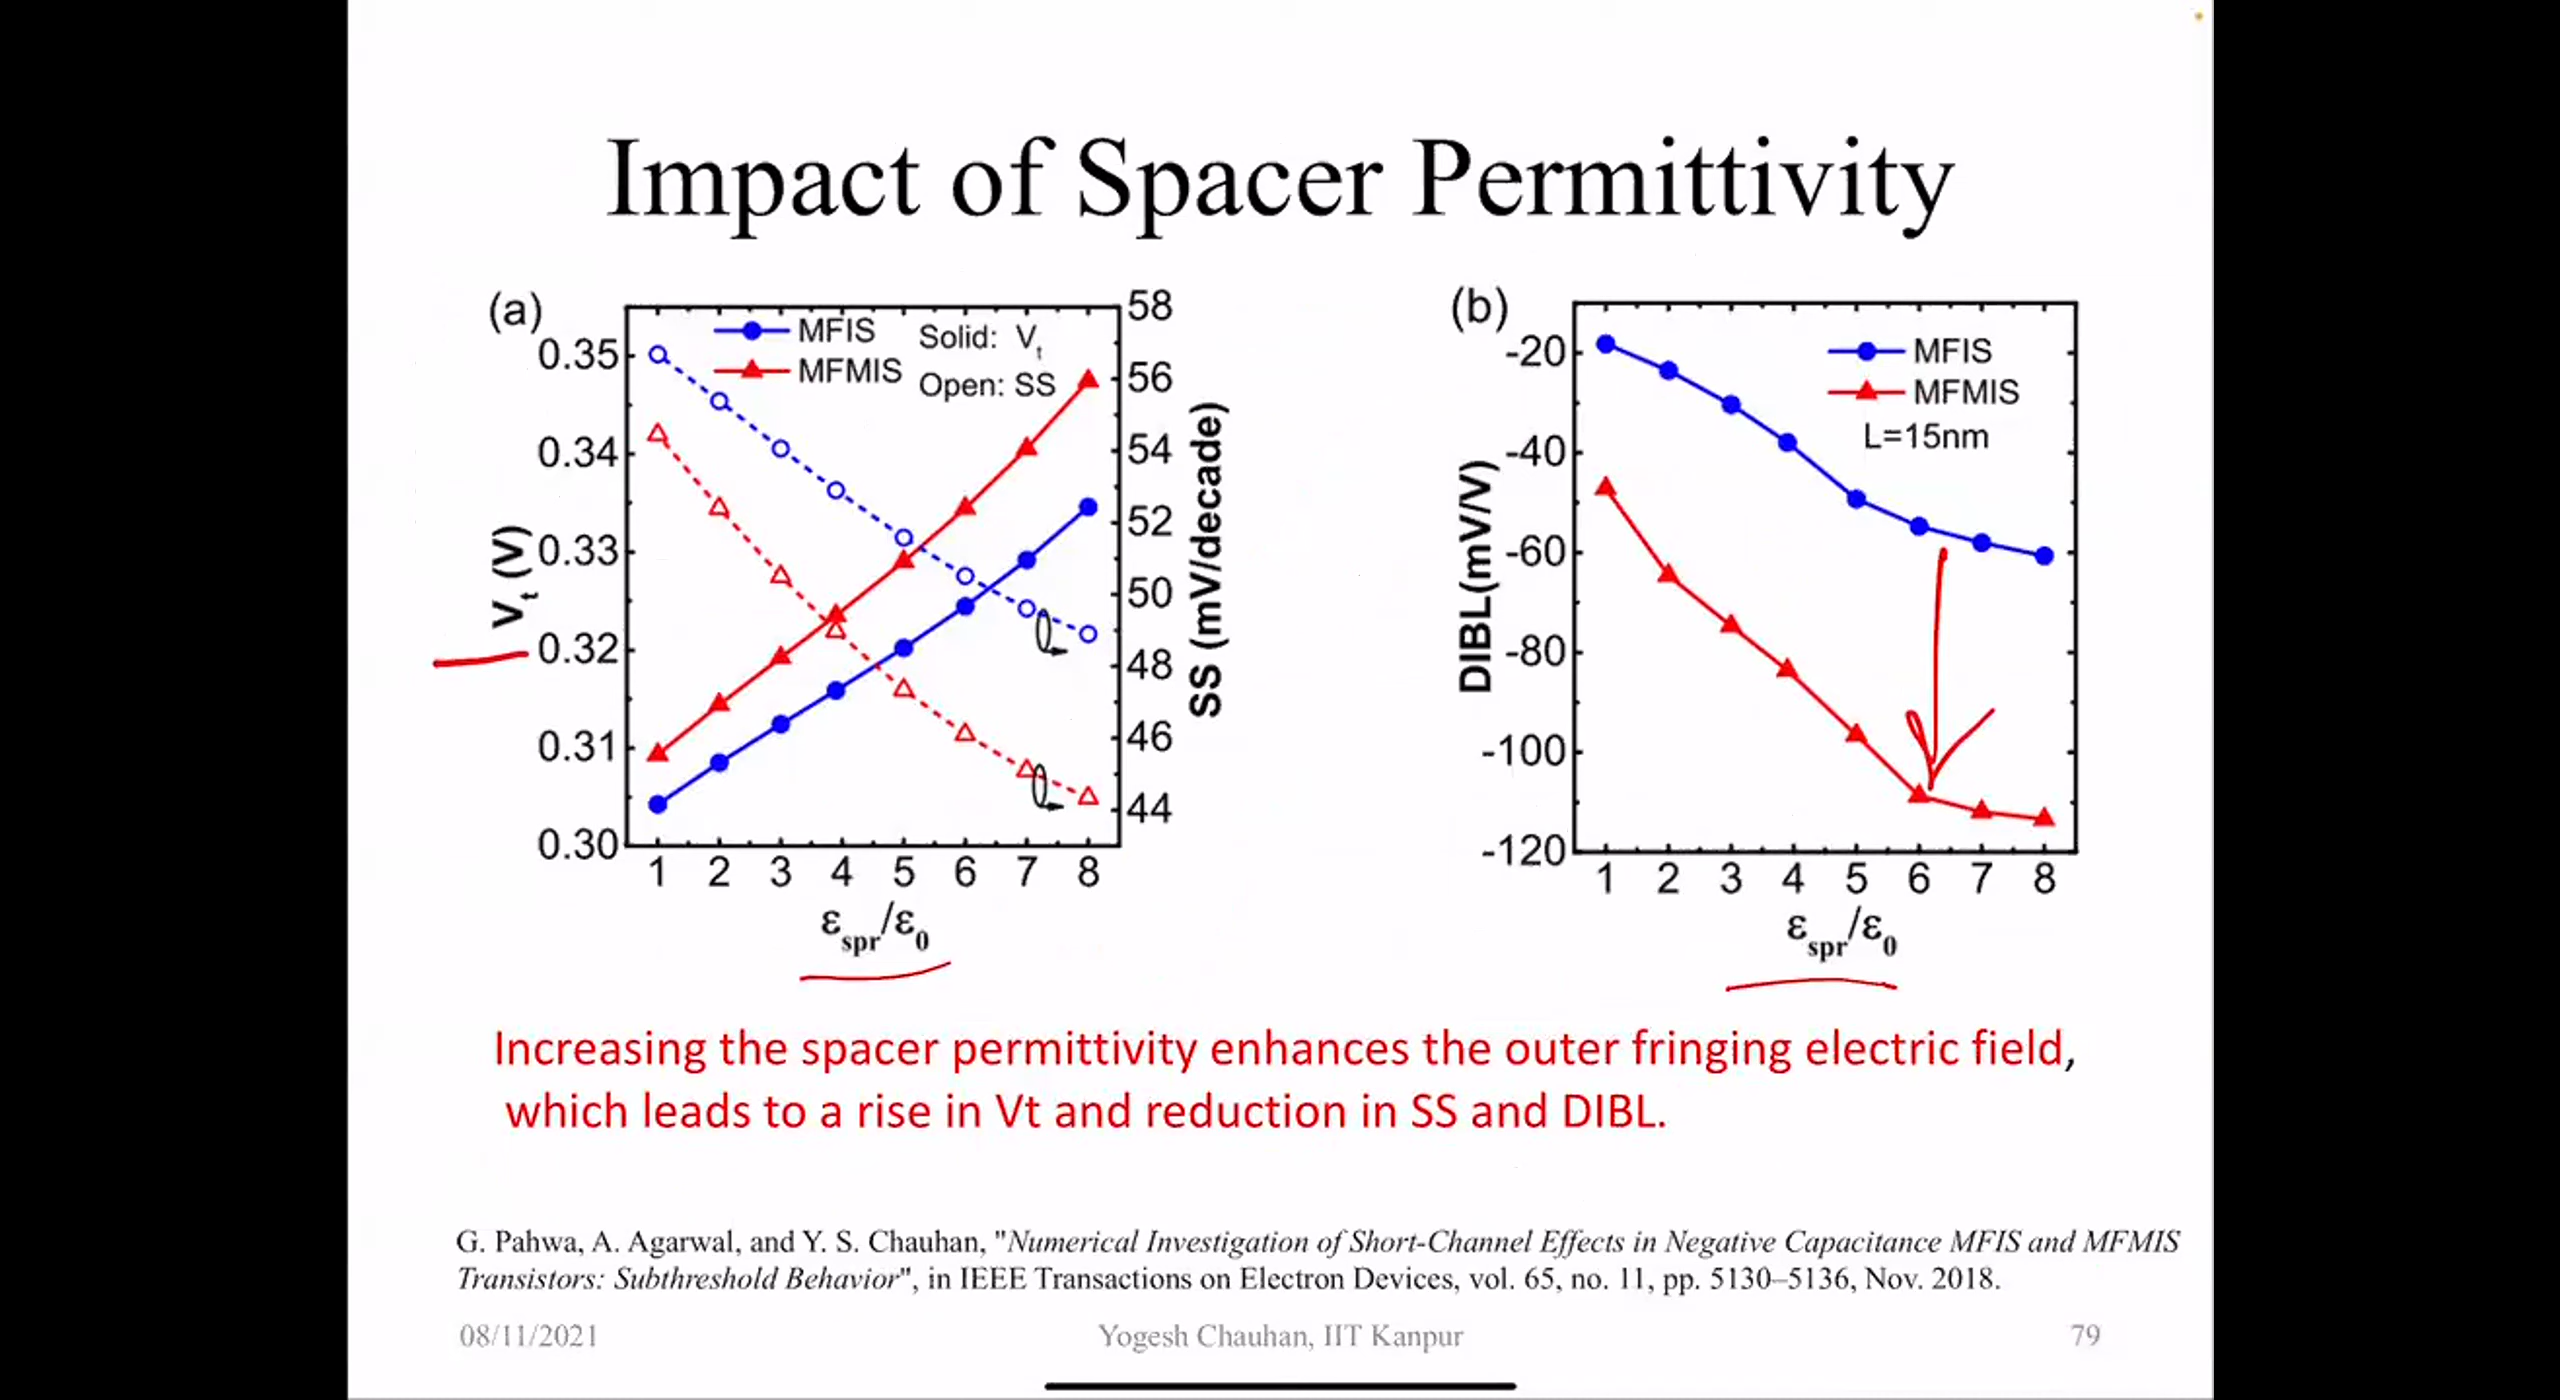 Impact of Spacer Permittivity
(a)
MFIS
MFMIS
Solid: Vt
Open: SS
0.35
0.34
0.33
0.32
0.31
0.30
Vt (V)
58
56
54
52
50
48
46
44
SS (mV/decade)
1 2 3 4 5 6 7 8
εspr/ε0
(b)
MFIS
MFMIS
L=15nm
-20
-40
-60
-80
-100
-120
DIBL(mV/V)
1 2 3 4 5 6 7 8
εspr/ε0
Increasing the spacer permittivity enhances the outer fringing electric field,
which leads to a rise in Vt and reduction in SS and DIBL.
G. Pahwa, A. Agarwal, and Y. S. Chauhan, "Numerical Investigation of Short-Channel Effects in Negative Capacitance MFIS and MFMIS
Transistors: Subthreshold Behavior", in IEEE Transactions on Electron Devices, vol. 65, no. 11, pp. 5130–5136, Nov. 2018.
08/11/2021
Yogesh Chauhan, IIT Kanpur
79